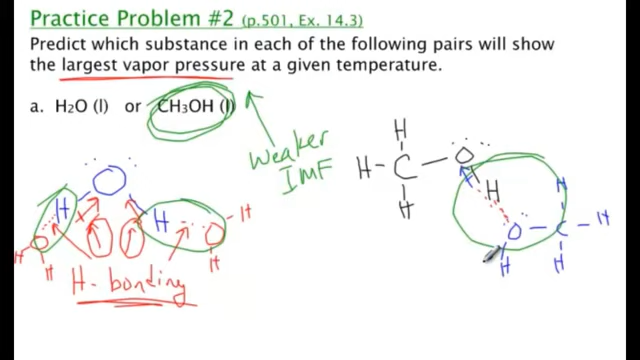 Practice Problem #2 (p.501, Ex. 14.3)
Predict which substance in each of the following pairs will show
the largest vapor pressure at a given temperature.
a. H2O (l) or CH3OH (l)
weaker
IMF
H
H-C-O
H
H
O
H H
O
H H
H
O
H
H- bonding
H
O-C-H
H H